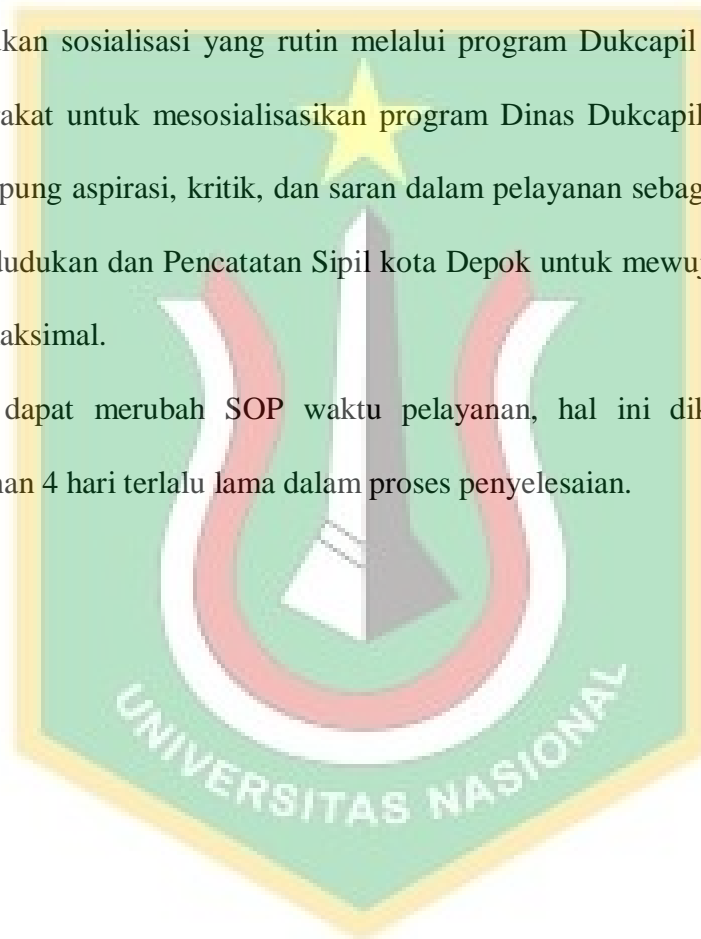 kan sosialisasi yang rutin melalui program Dukcapil
akat untuk mesosialisasikan program Dinas Dukcapil
pung aspirasi, kritik, dan saran dalam pelayanan sebag
dudukan dan Pencatatan Sipil kota Depok untuk mewuj
aksimal.
dapat merubah SOP waktu pelayanan, hal ini dik
an 4 hari terlalu lama dalam proses penyelesaian.
UNIVERSITAS NASIONAL